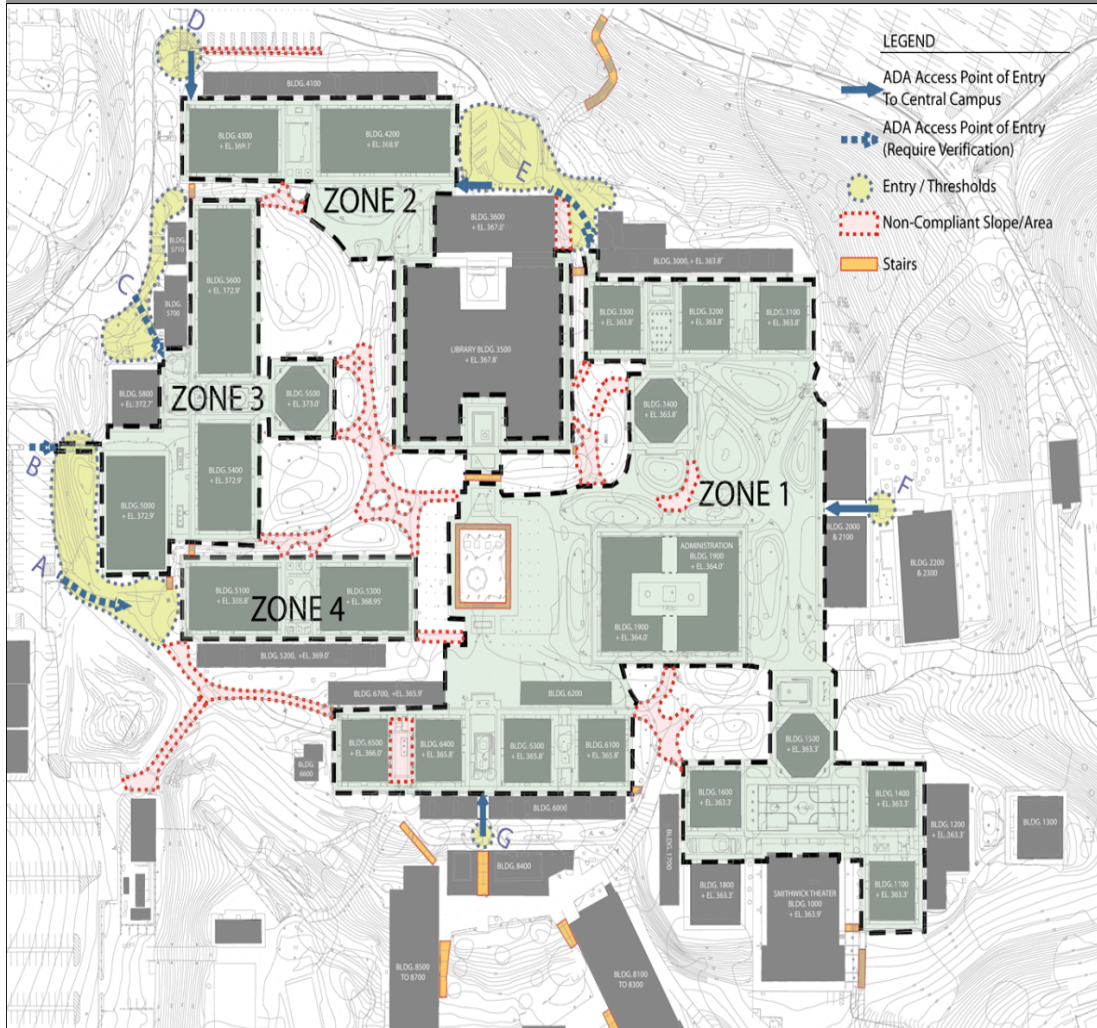 LEGEND
ADA Access Point of Entry
To Central Campus
ADA Access Point of Entry
(Require Verification)
Entry / Thresholds
Non-Compliant Slope/Area
Stairs
D
BLDG. 4100
BLDG. 4300
+ EL. 369.1'
BLDG. 4200
+ EL. 368.9'
ZONE 2
E
BLDG. 3600
+ EL. 367.8'
BLDG.
5710
BLDG. 5600
+ EL. 372.9'
BLDG. 3000, + EL. 363.8'
C
BLDG.
5700
BLDG. 3300
+ EL. 363.8'
BLDG. 3200
+ EL. 363.8'
BLDG. 3100
+ EL. 363.8'
LIBRARY BLDG. 3500
+ EL. 367.8'
BLDG. 5800
+ EL. 372.7'
ZONE 3
BLDG. 5500
+ EL. 373.0'
BLDG. 3400
+ EL. 363.8'
B
BLDG. 5000
+ EL. 372.9'
BLDG. 5400
+ EL. 372.9'
ZONE 1
F
BLDG. 2000
& 2100
BLDG. 2200
& 2300
A
ADMINISTRATION
BLDG. 1900
+ EL. 364.0'
BLDG. 5100
+ EL. 368.8'
BLDG. 5300
+ EL. 368.95'
ZONE 4
BLDG. 1900
+ EL. 364.0'
BLDG. 5200, +EL. 369.0'
BLDG. 6700, +EL. 365.9'
BLDG. 6200
BLDG. 6500
+ EL. 366.0'
BLDG. 6400
+ EL. 365.8'
BLDG. 6300
+ EL. 365.8'
BLDG. 6100
+ EL. 365.8'
BLDG. 1500
+ EL. 363.3'
BLDG.
6600
BLDG. 1600
+ EL. 363.3'
BLDG. 1400
+ EL. 363.3'
BLDG. 6000
G
BLDG. 1700
BLDG. 1200
+ EL. 363.3'
BLDG. 1300
BLDG. 8400
BLDG. 1800
+ EL. 363.3'
SMITHWICK THEATER
BLDG. 1000
+ EL. 363.9'
BLDG. 1100
+ EL. 363.3'
BLDG. 8500
TO 8700
BLDG. 8100
TO 8300